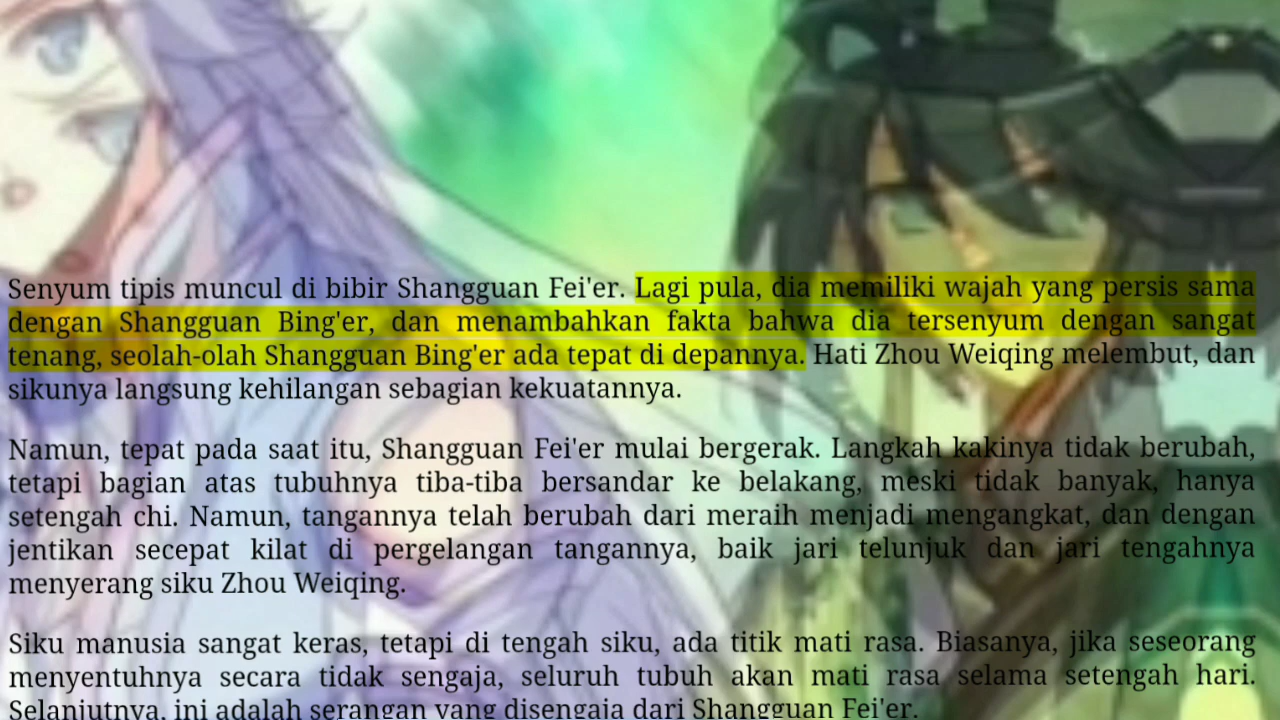 Senyum tipis muncul di bibir Shangguan Fei'er. Lagi pula, dia memiliki wajah yang persis sama
dengan Shangguan Bing'er, dan menambahkan fakta bahwa dia tersenyum dengan sangat
tenang, seolah-olah Shangguan Bing'er ada tepat di depannya. Hati Zhou Weiqing melembut, dan
sikunya langsung kehilangan sebagian kekuatannya.
Namun, tepat pada saat itu, Shangguan Fei'er mulai bergerak. Langkah kakinya tidak berubah,
tetapi bagian atas tubuhnya tiba-tiba bersandar ke belakang, meski tidak banyak, hanya
setengah chi. Namun, tangannya telah berubah dari meraih menjadi mengangkat, dan dengan
jentikan secepat kilat di pergelangan tangannya, baik jari telunjuk dan jari tengahnya
menyerang siku Zhou Weiqing.
Siku manusia sangat keras, tetapi di tengah siku, ada titik mati rasa. Biasanya, jika seseorang
menyentuhnya secara tidak sengaja, seluruh tubuh akan mati rasa selama setengah hari.
Selanjutnya, ini adalah serangan yang disengaja dari Shangguan Fei'er.